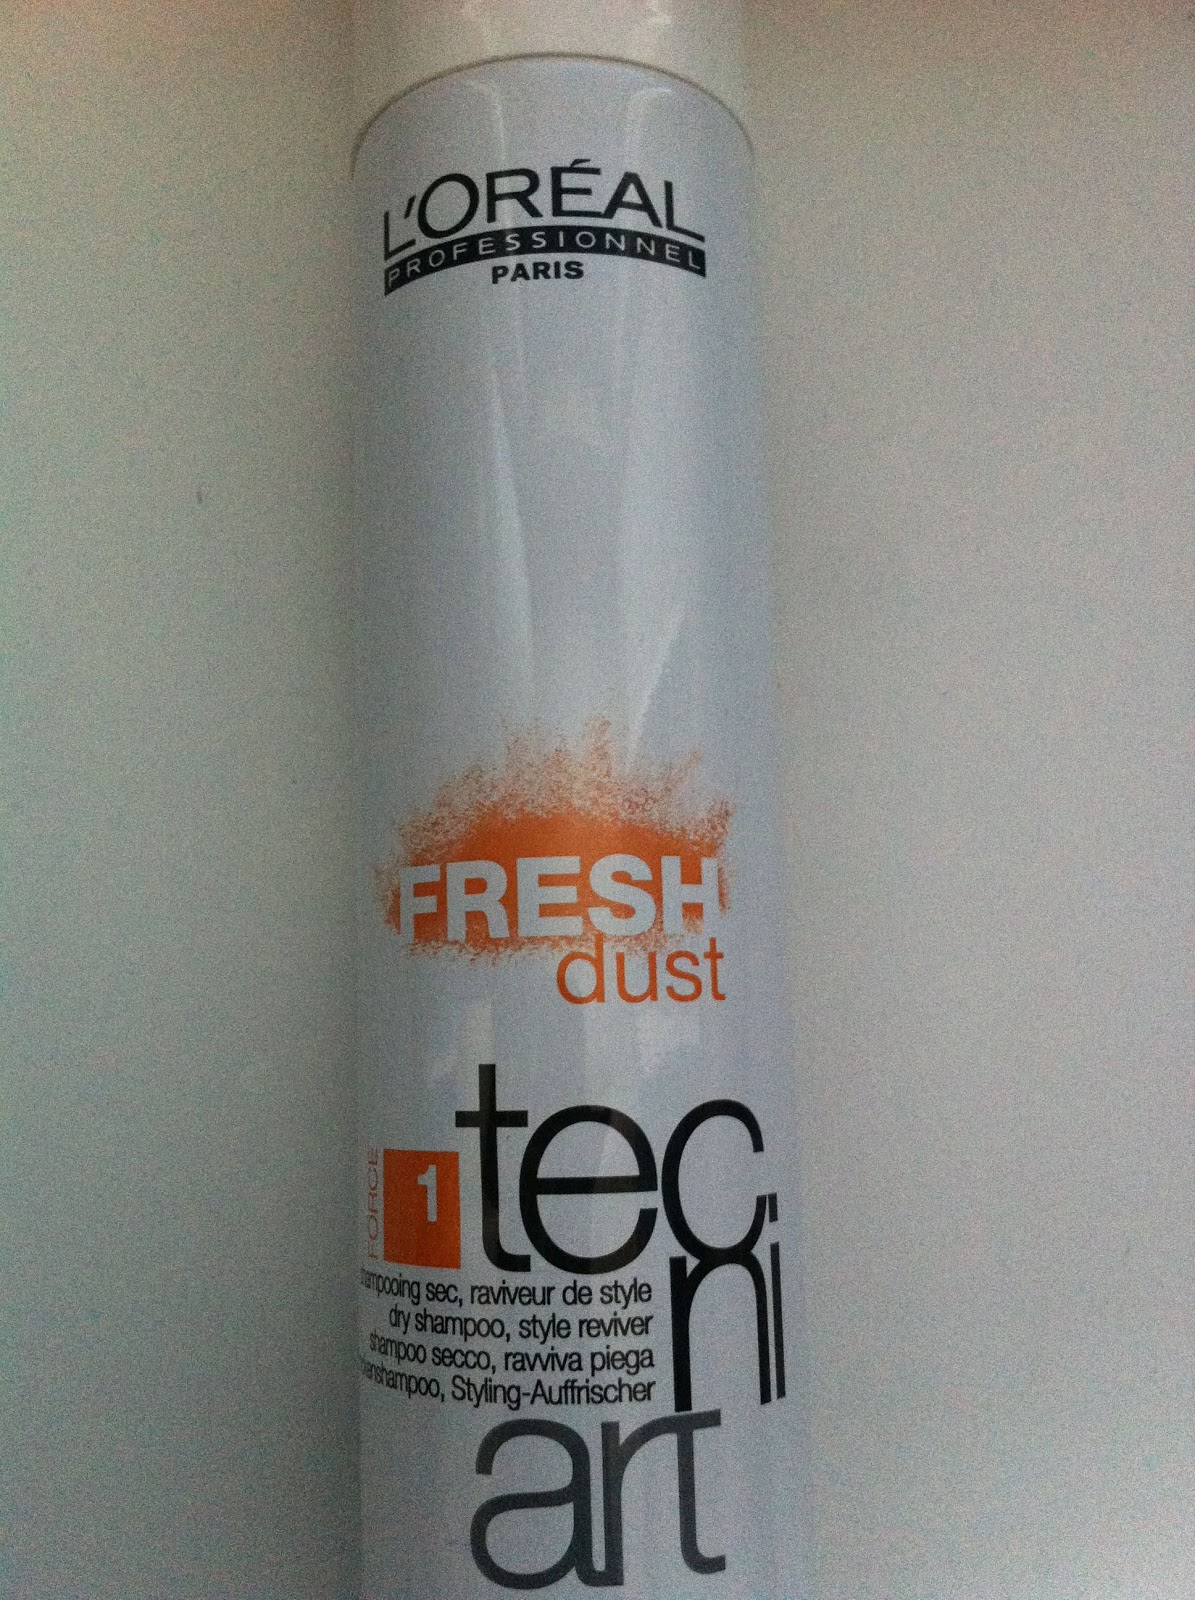 L'ORÉAL
PROFESSIONNEL
PARIS
FRESH
dust
tec
ni
art
FORCE
1
sec, raviveur de style
dry shampoo, style reviver
shampoo secco, ravviva piega
Styling-Auffrischer